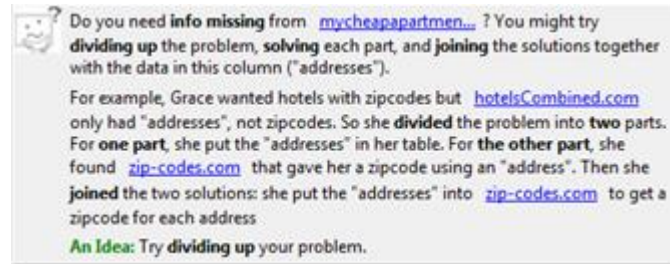 Do you need info missing from mycheapapartmen... ? You might try
dividing up the problem, solving each part, and joining the solutions together
with the data in this column ("addresses").
For example, Grace wanted hotels with zipcodes but hotelsCombined.com
only had "addresses", not zipcodes. So she divided the problem into two parts.
For one part, she put the "addresses" in her table. For the other part, she
found zip-codes.com that gave her a zipcode using an "address". Then she
joined the two solutions: she put the "addresses" into zip-codes.com to get a
zipcode for each address
An Idea: Try dividing up your problem.